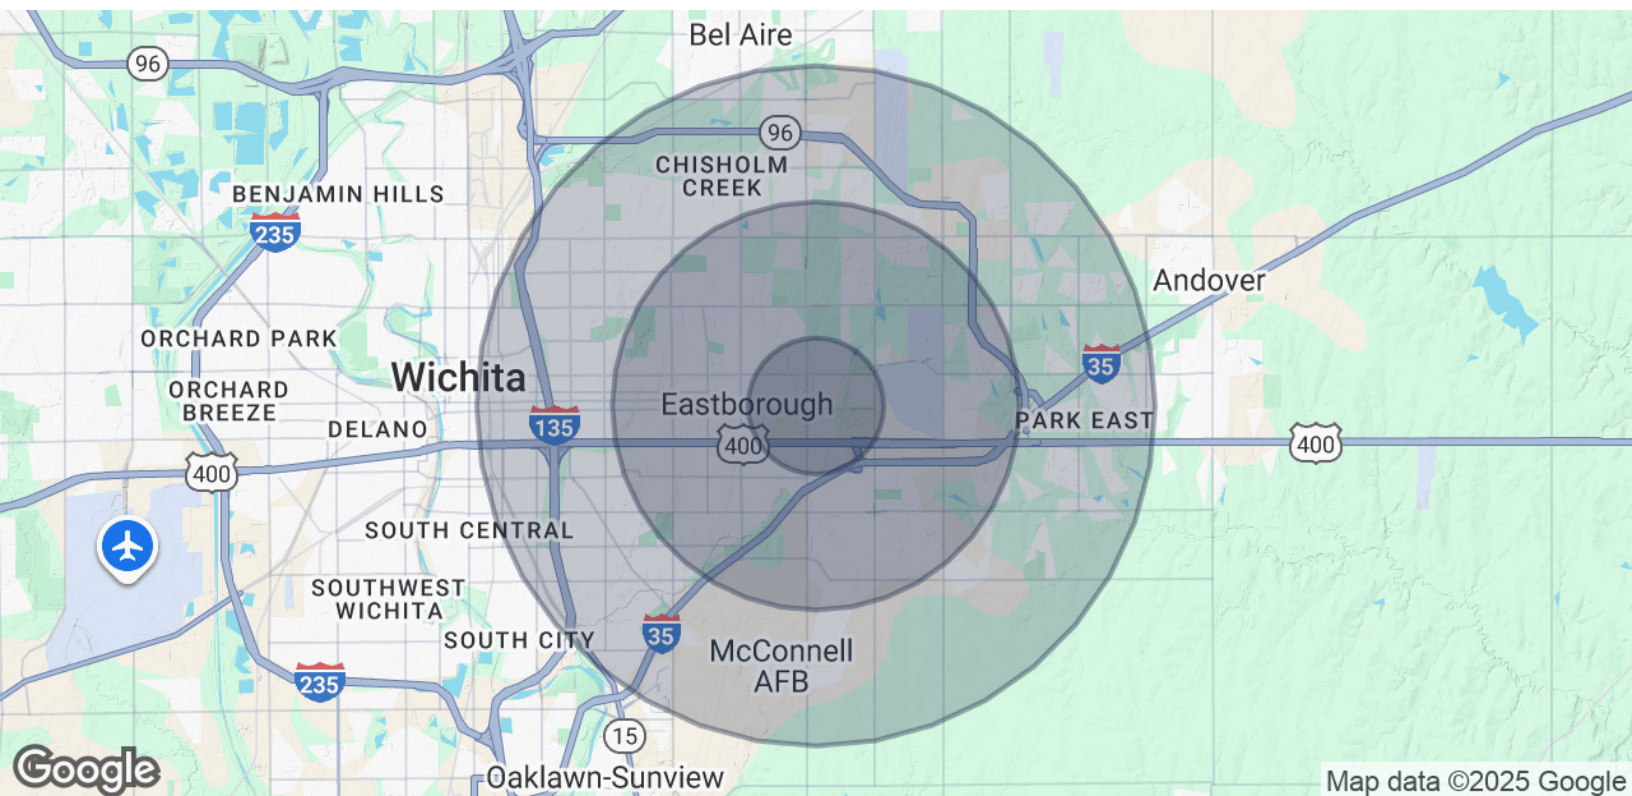 Bel Aire
96
96
CHISHOLM
CREEK
BENJAMIN HILLS
235
Andover
ORCHARD PARK
35
Wichita
ORCHARD
BREEZE
Eastborough
PARK EAST
DELANO
135
400
400
400
SOUTH CENTRAL
SOUTHWEST
WICHITA
SOUTH CITY
35
McConnell
AFB
235
15
Google
Oaklawn-Sunview
Map data ©2025 Google